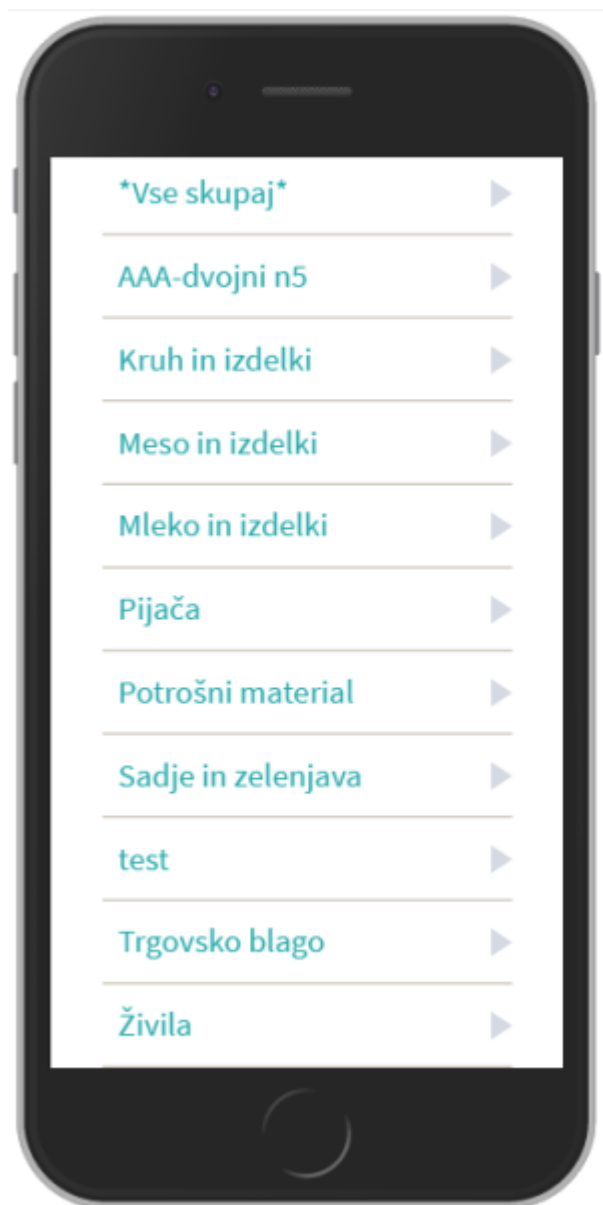 *Vse skupaj*
AAA-dvojni n5
Kruh in izdelki
Meso in izdelki
Mleko in izdelki
Pijača
Potrošni material
Sadje in zelenjava
test
Trgovsko blago
Živila